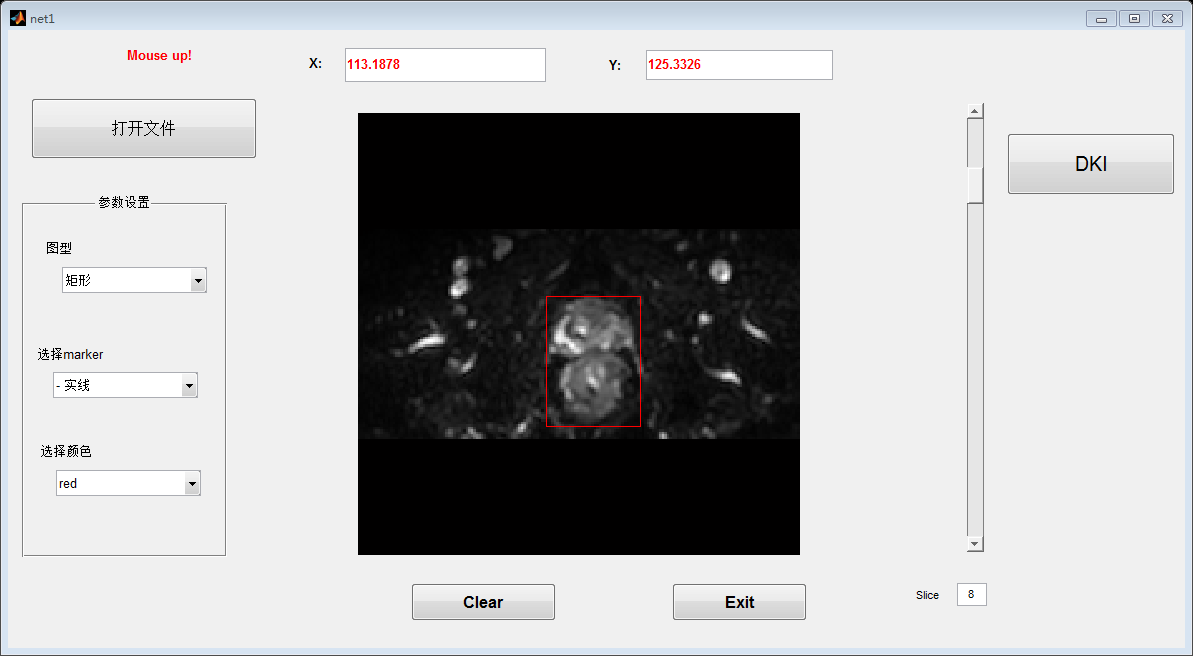 net1
Mouse up!
X: 113.1878 Y: 125.3326
打开文件
DKI
参数设置
图型
矩形
选择marker
- 实线
选择颜色
red
Clear Exit Slice 8